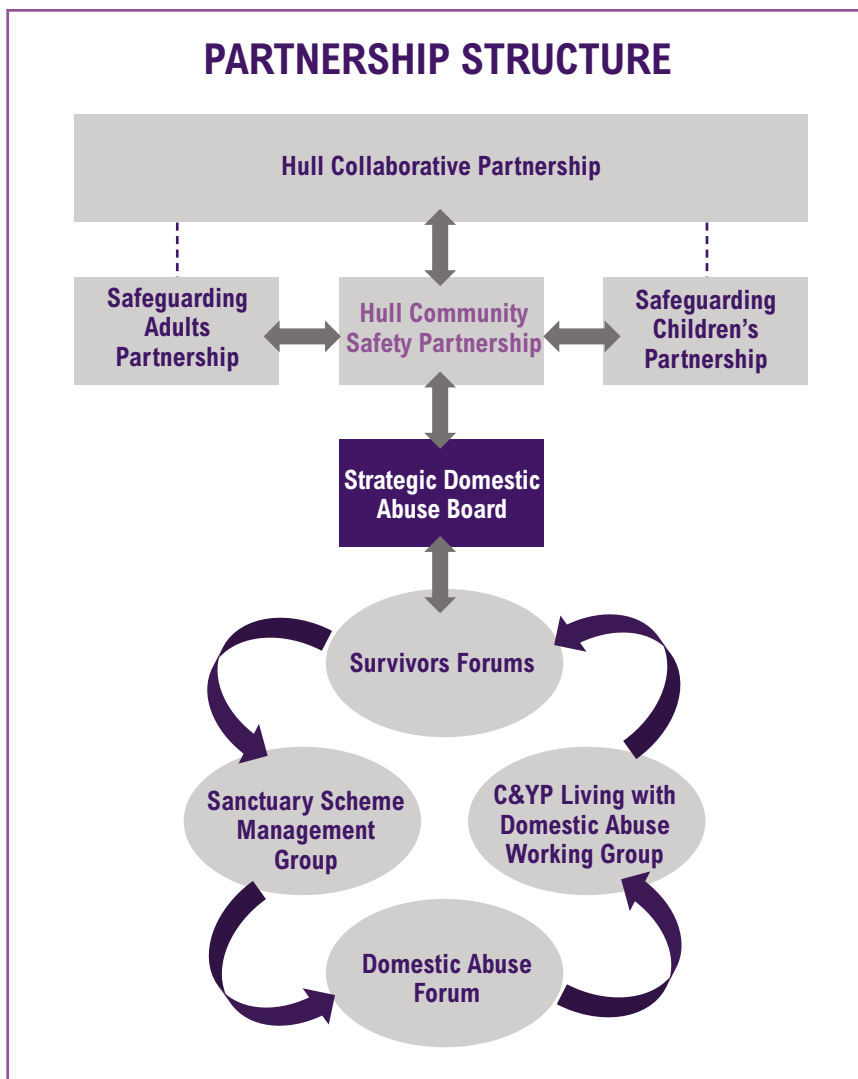 PARTNERSHIP STRUCTURE
Hull Collaborative Partnership
Safeguarding
Adults
Partnership
Hull Community
Safety Partnership
Safeguarding
Children’s
Partnership
Strategic Domestic
Abuse Board
Survivors Forums
Sanctuary Scheme
Management
Group
C&YP Living with
Domestic Abuse
Working Group
Domestic Abuse
Forum